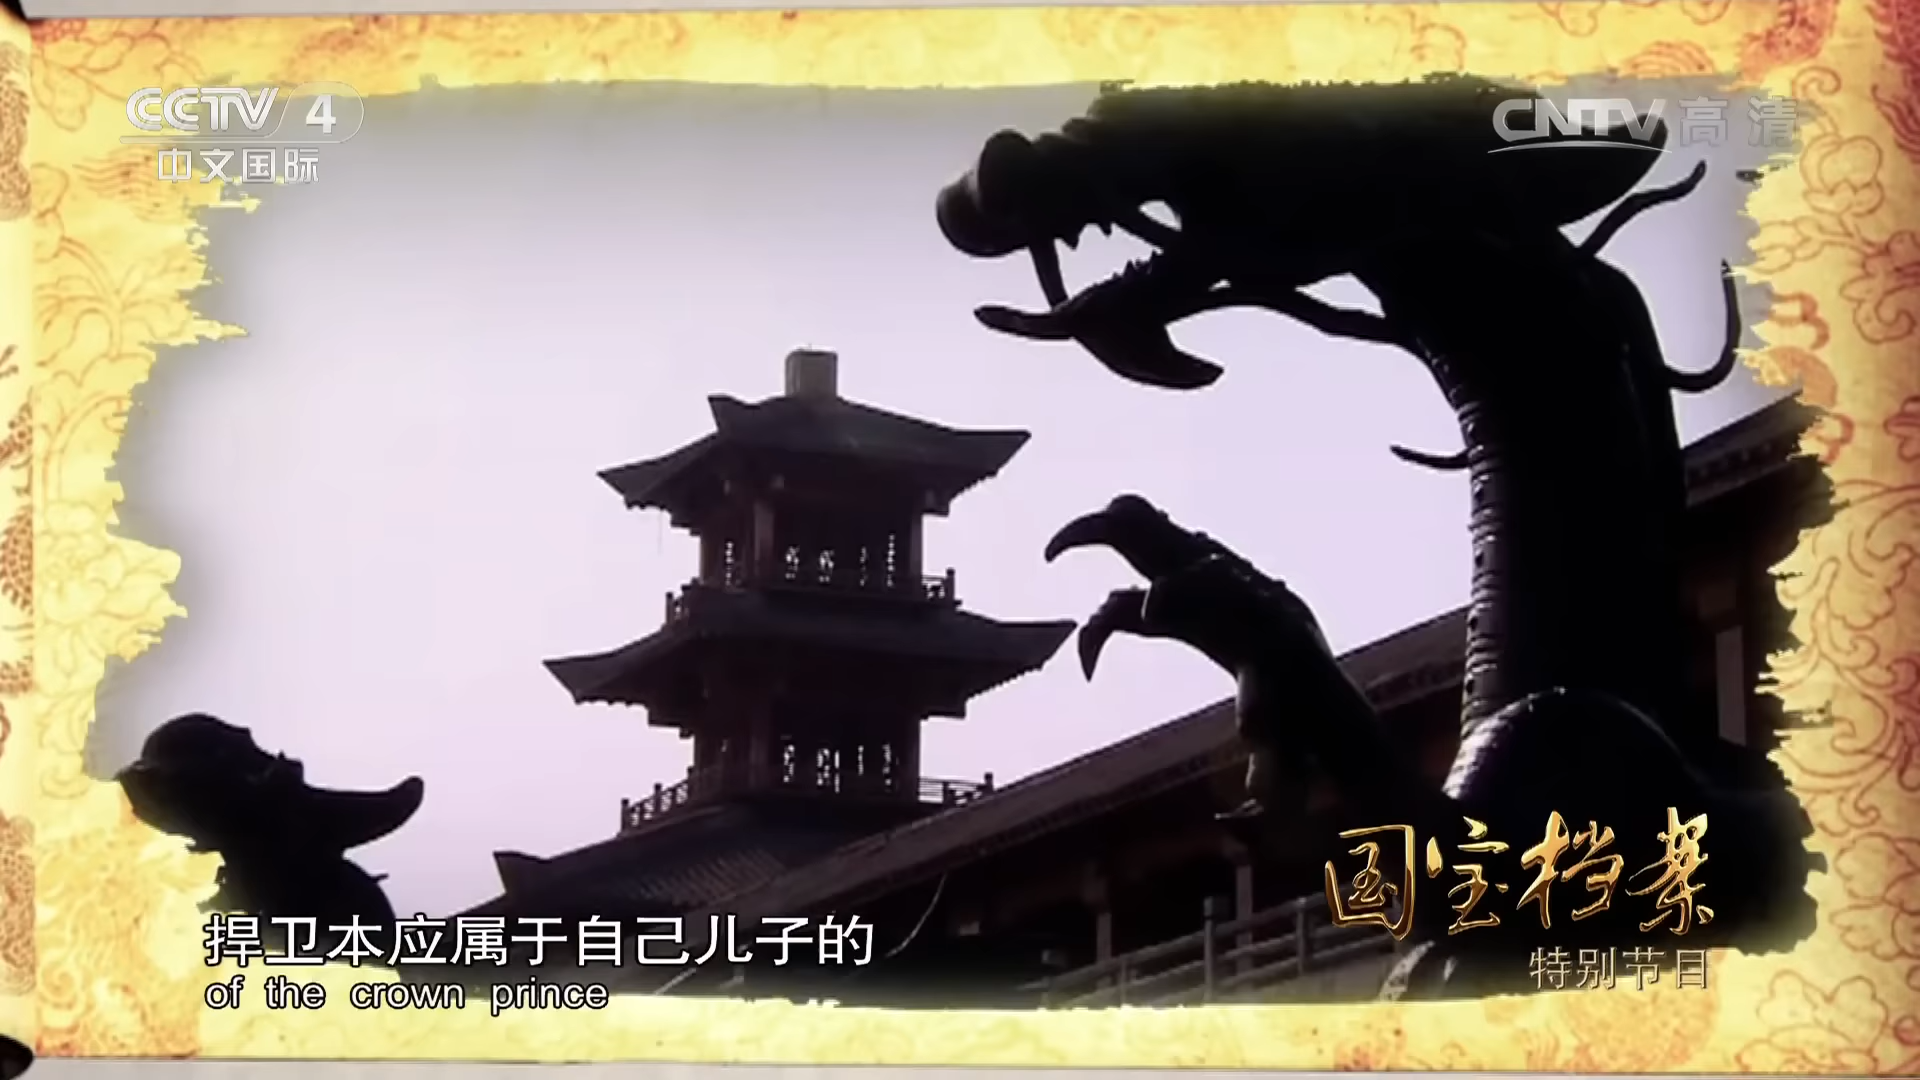 CCTV 4
中文国际
CNTV 高清
国宝档案
特别节目
捍卫本应属于自己儿子的
of the crown prince